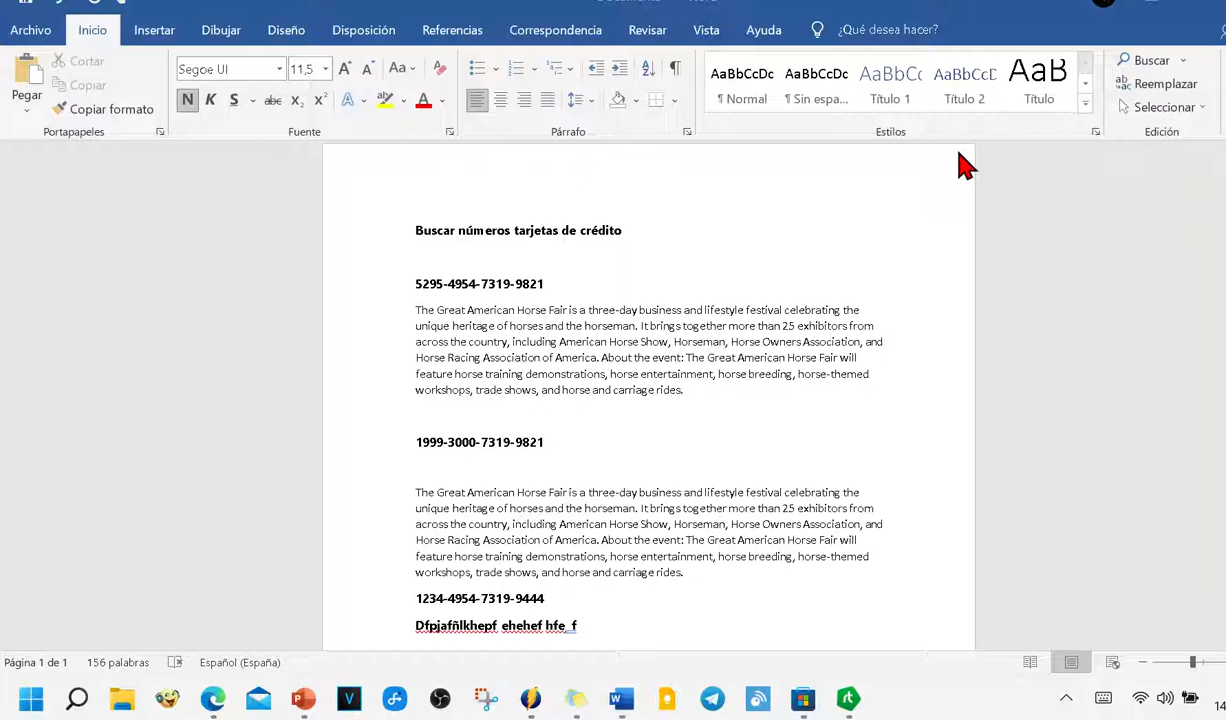 Archivo Inicio Insertar Dibujar Diseño Disposición Referencias Correspondencia Revisar Vista Ayuda ¿Qué desea hacer?
Pegar
Cortar
Copiar
Copiar formato
Portapapeles
Segoe UI 11,5 Aa
N K S abc x₂ x² A A
Fuente
Párrafo
AaBbCcDc AaBbCcDc AaBbCc AaBbCcD AaB
¶ Normal ¶ Sin espa... Título 1 Título 2 Título
Estilos
Buscar
Reemplazar
Seleccionar
Edición
Buscar números tarjetas de crédito
5295-4954-7319-9821
The Great American Horse Fair is a three-day business and lifestyle festival celebrating the
unique heritage of horses and the horseman. It brings together more than 25 exhibitors from
across the country, including American Horse Show, Horseman, Horse Owners Association, and
Horse Racing Association of America. About the event: The Great American Horse Fair will
feature horse training demonstrations, horse entertainment, horse breeding, horse-themed
workshops, trade shows, and horse and carriage rides.
1999-3000-7319-9821
The Great American Horse Fair is a three-day business and lifestyle festival celebrating the
unique heritage of horses and the horseman. It brings together more than 25 exhibitors from
across the country, including American Horse Show, Horseman, Horse Owners Association, and
Horse Racing Association of America. About the event: The Great American Horse Fair will
feature horse training demonstrations, horse entertainment, horse breeding, horse-themed
workshops, trade shows, and horse and carriage rides.
1234-4954-7319-9444
Dfpjafñlkhepf ehehef hfe f
Página 1 de 1 156 palabras Español (España)
14